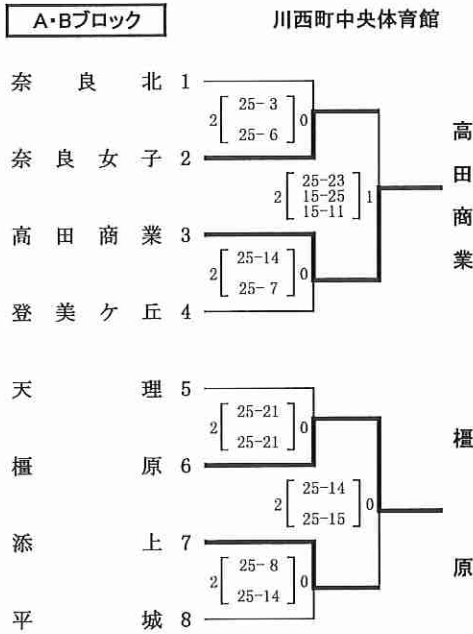 A・Bブロック 川西町中央体育館
奈良北 1
2 [25-3 0
25-6]
奈良女子 2
高田商業
2 [25-23
15-25 1
15-11]
高田商業 3
2 [25-14 0
25-7]
登美ケ丘 4
天理 5
2 [25-21 0
25-21]
橿原 6
橿原
2 [25-14 0
25-15]
添上 7
2 [25-8 0
25-14]
平城 8